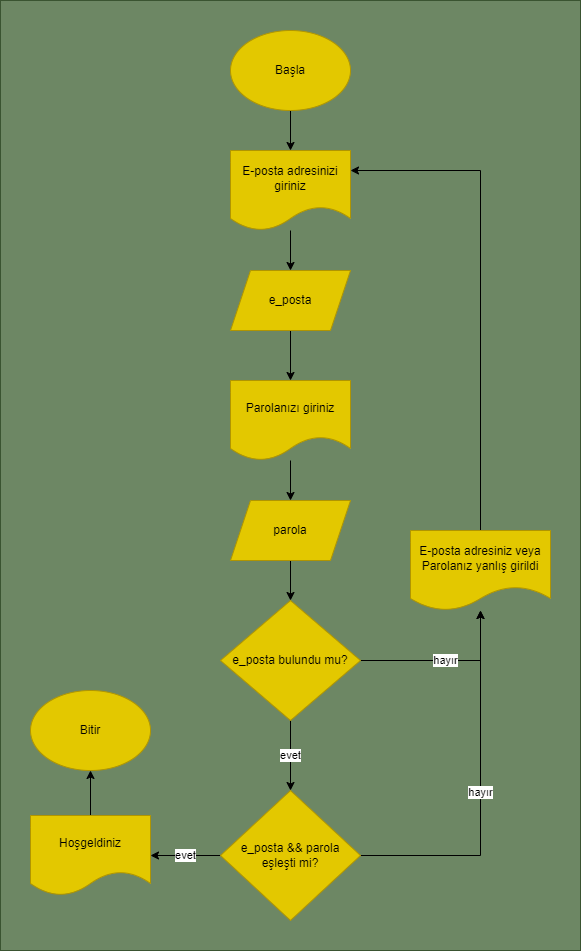 Başla
E-posta adresinizi
giriniz
e_posta
Parolanızı giriniz
parola
E-posta adresiniz veya
Parolanız yanlış girildi
e_posta bulundu mu?
hayır
evet
hayır
e_posta && parola
eşleşti mi?
evet
Hoşgeldiniz
Bitir